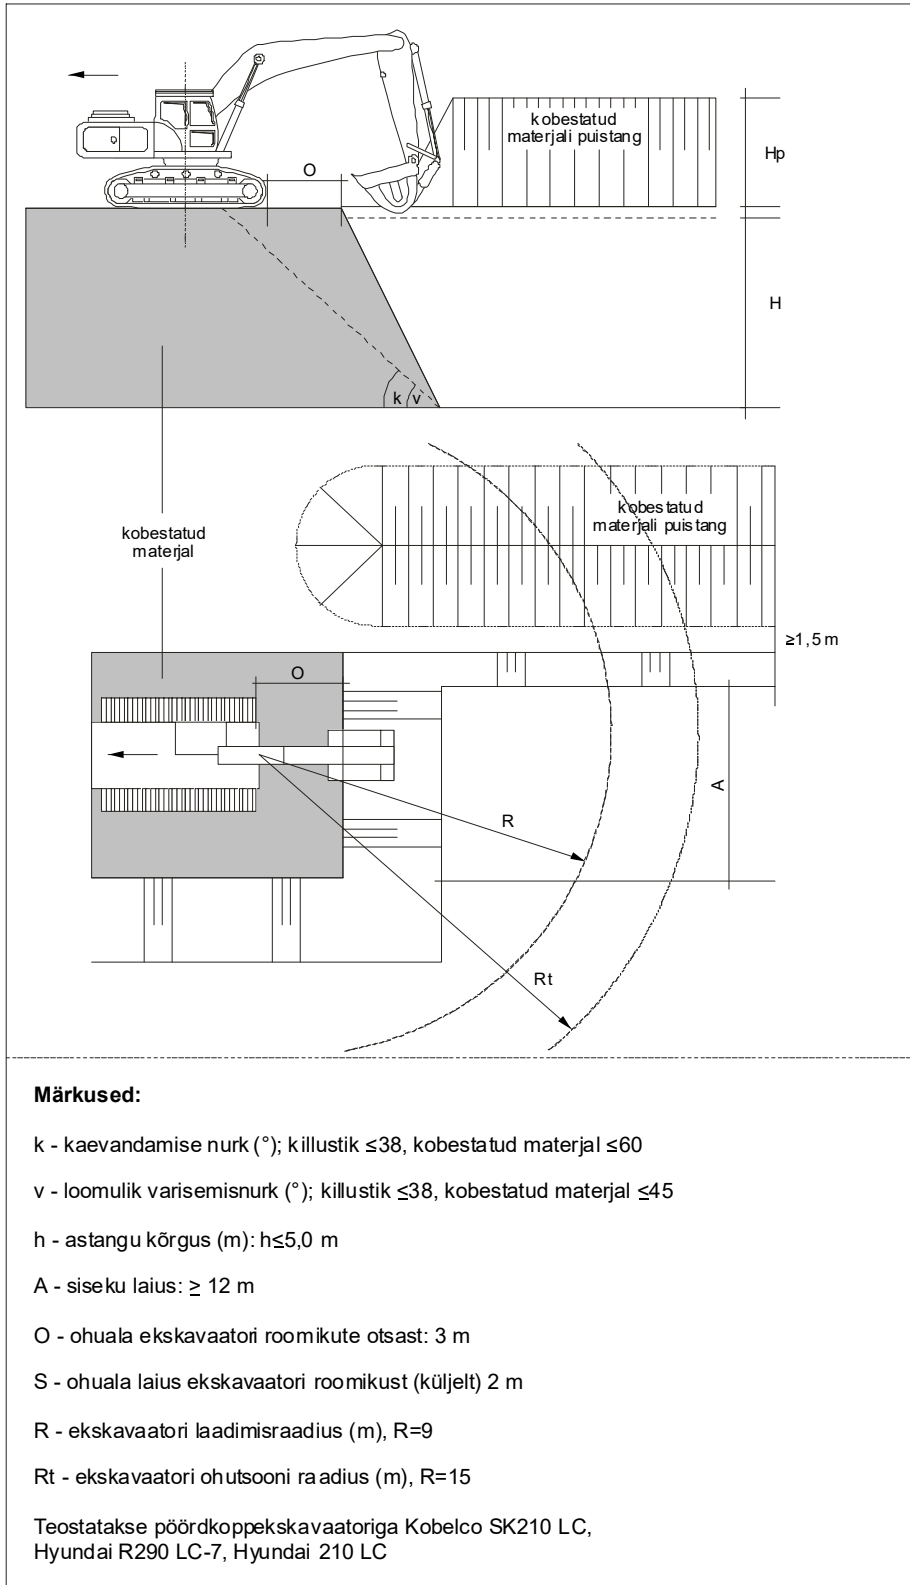 kobestatud
materjali puistang
O
Hp
H
k
v
kobestatud
materjali puistang
kobestatud
materjal
≥1,5 m
O
A
R
Rt
Märkused:
k - kaevandamise nurk (°); killustik ≤38, kobestatud materjal ≤60
v - loomulik varisemisnurk (°); killustik ≤38, kobestatud materjal ≤45
h - astangu kõrgus (m): h≤5,0 m
A - siseku laius: ≥ 12 m
O - ohuala ekskavaatori roomikute otsast: 3 m
S - ohuala laius ekskavaatori roomikust (küljelt) 2 m
R - ekskavaatori laadimisraadius (m), R=9
Rt - ekskavaatori ohutsooni raadius (m), R=15
Teostatakse pöördkoppekskavaatoriga Kobelco SK210 LC,
Hyundai R290 LC-7, Hyundai 210 LC